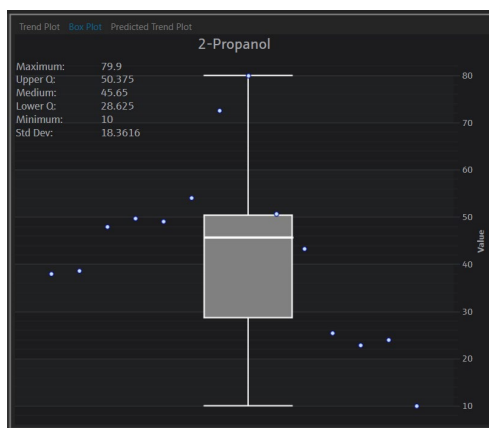 Trend Plot Box Plot Predicted Trend Plot
2-Propanol
Maximum: 79.9
Upper Q: 50.375
Medium: 45.65
Lower Q: 28.625
Minimum: 10
Std Dev: 18.3616
80
70
60
50
40
30
20
10
Value